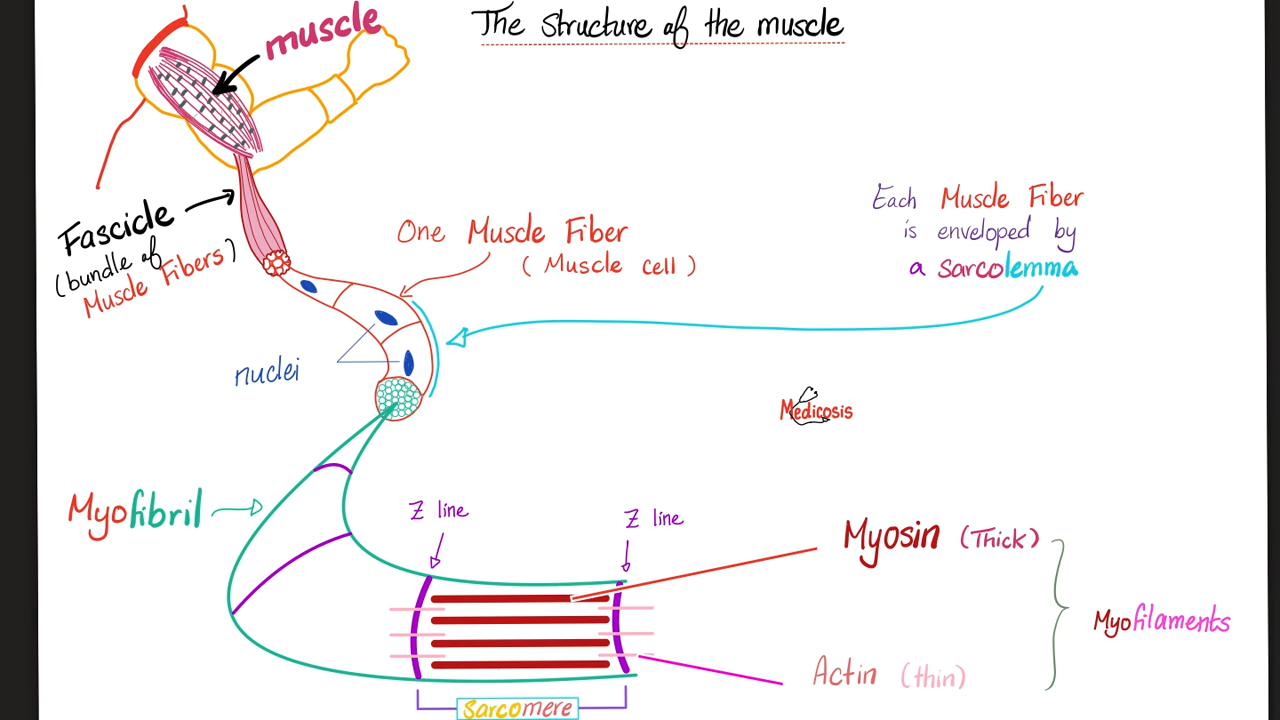 The structure of the muscle
muscle
Fascicle
(bundle of
Muscle Fibers)
One Muscle Fiber
( Muscle cell )
Each Muscle Fiber
is enveloped by
a sarcolemma
nuclei
Medicosis
Myofibril
Z line
Z line
Myosin (Thick)
Myofilaments
Actin (thin)
Sarcomere